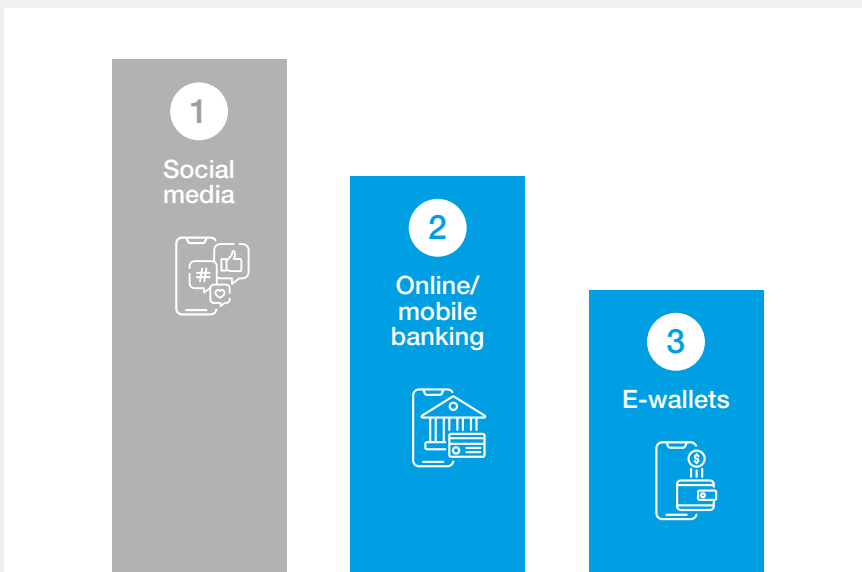 1
Social
media
#
2
Online/
mobile
banking
3
E-wallets
$